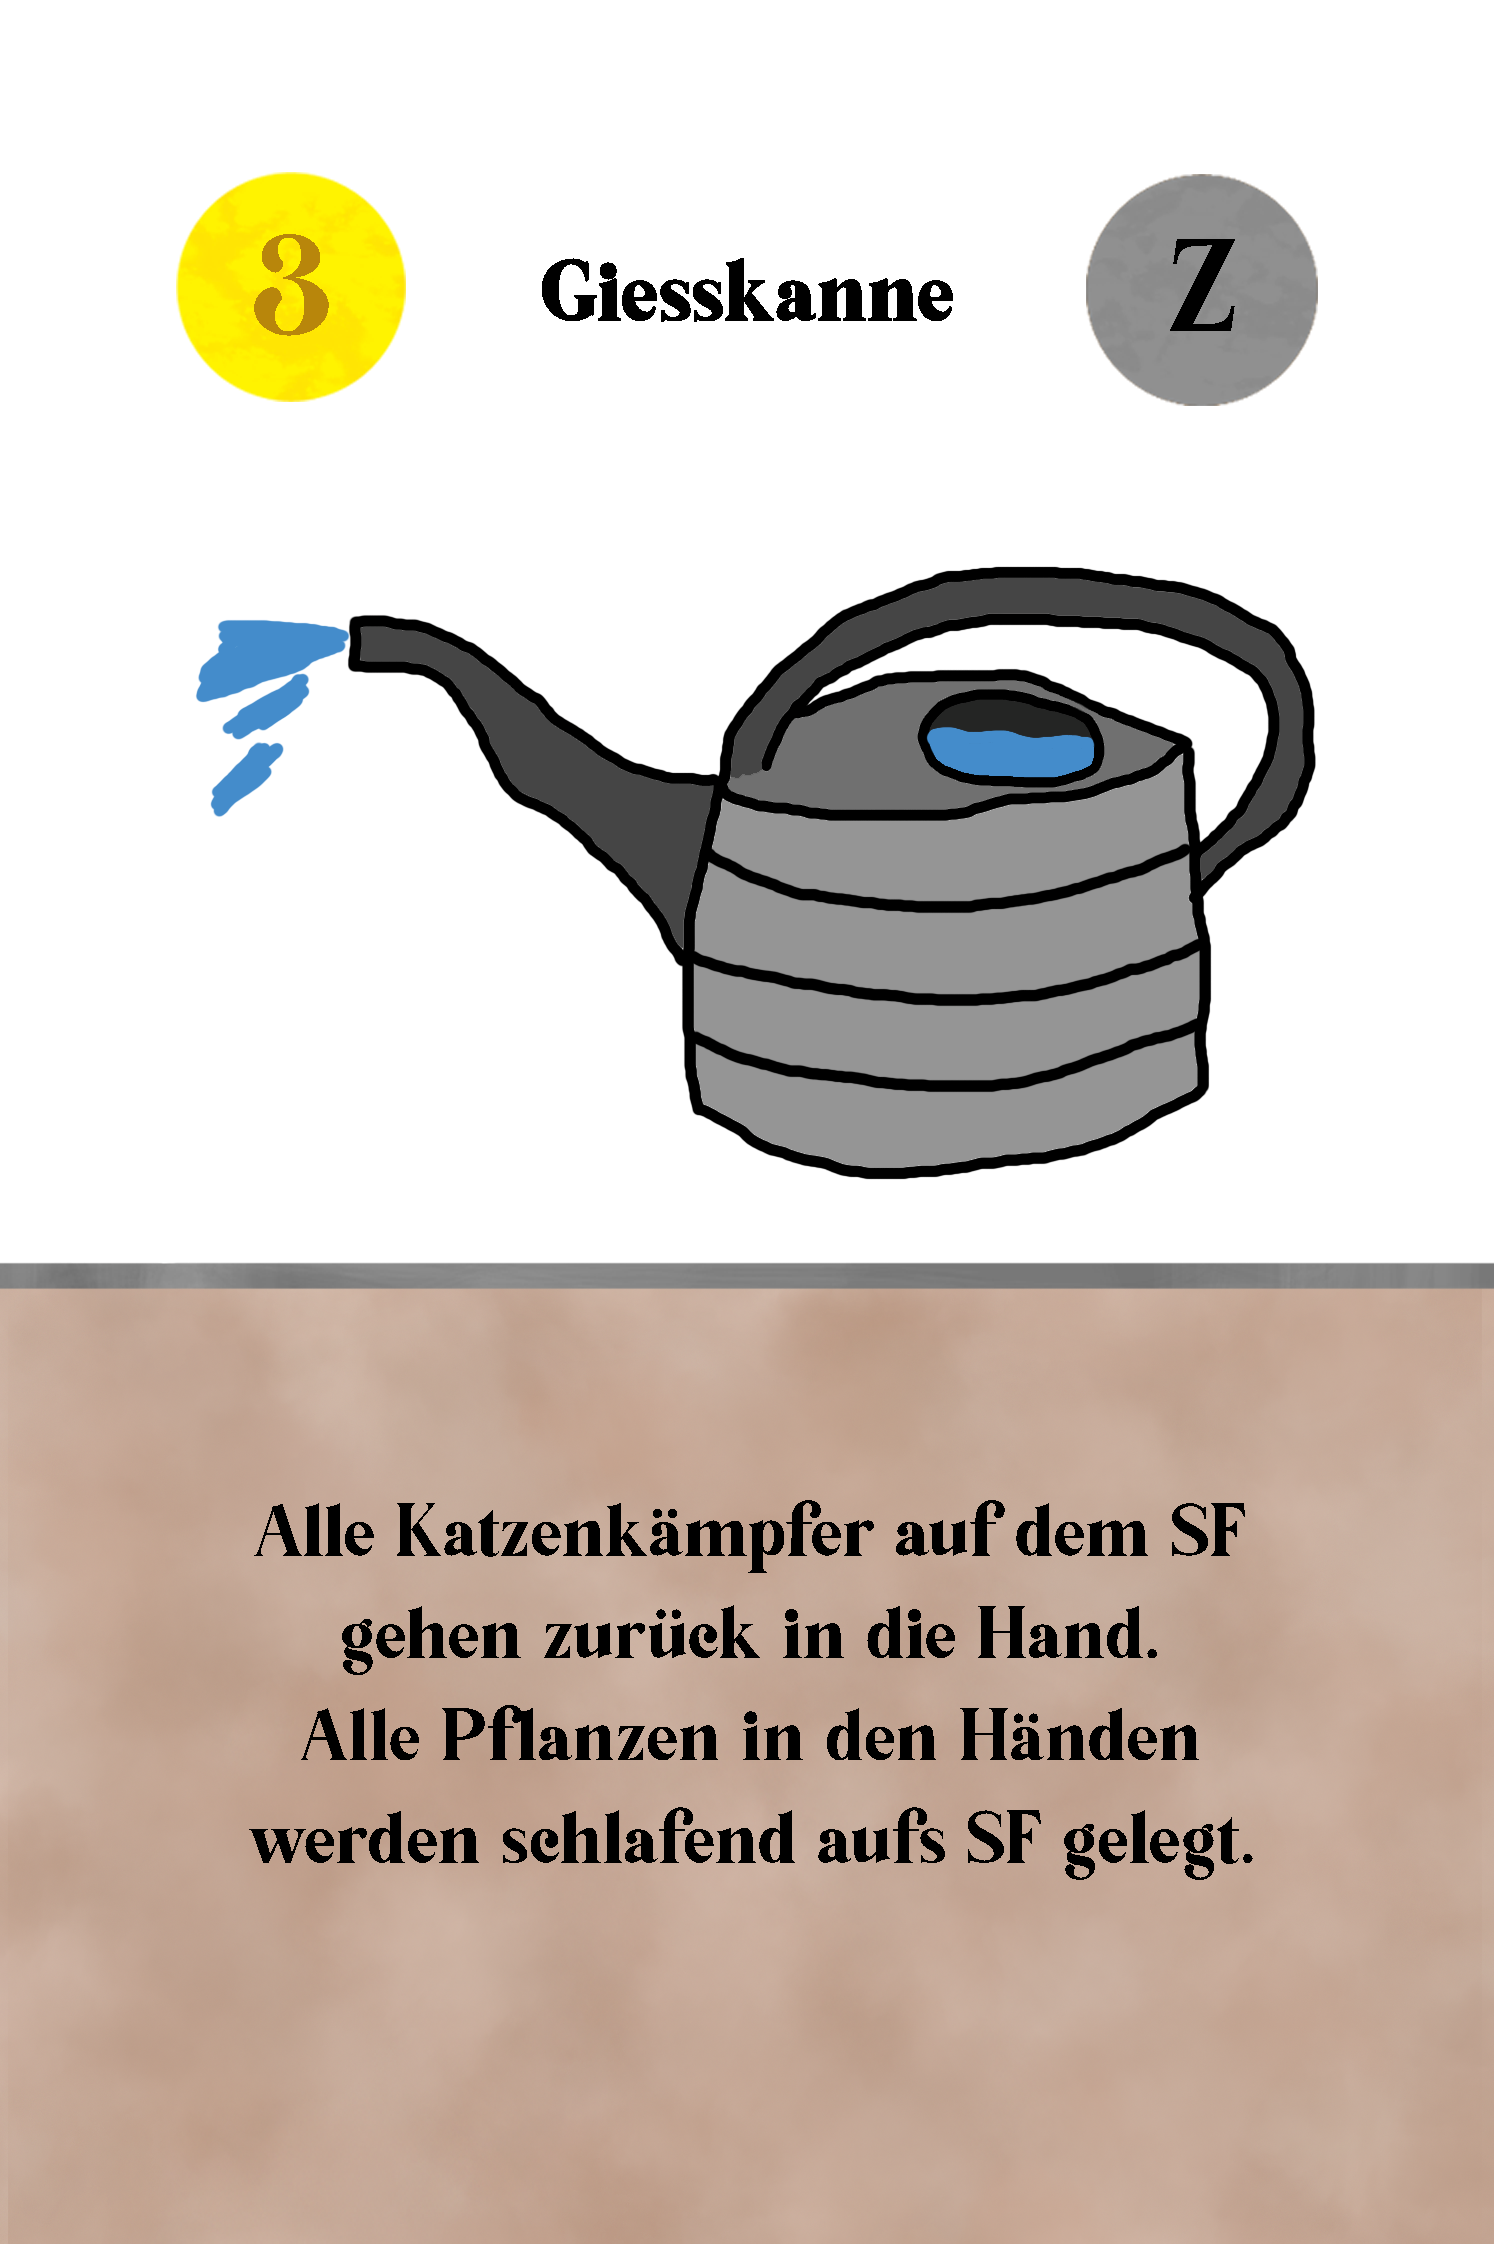 3
Giesskanne
Z
Alle Katzenkämpfer auf dem SF
gehen zurück in die Hand.
Alle Pflanzen in den Händen
werden schlafend aufs SF gelegt.